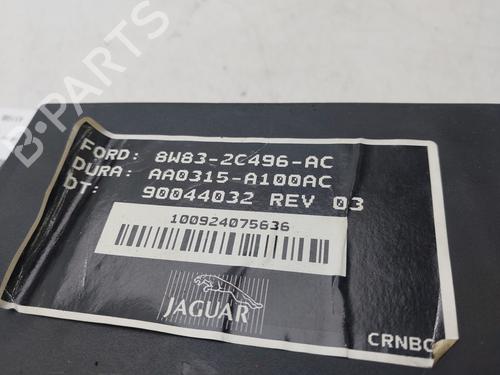 FORD: 8W83-2C496-AC
DURA: AA0315-A100AC
DT: 90044032 REV 03
100924075636
JAGUAR
CRNBC
B-PARTS